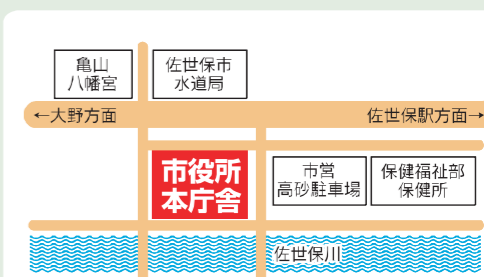 亀山
八幡宮
佐世保市
水道局
←大野方面
佐世保駅方面→
市役所
本庁舎
市営
高砂駐車場
保健福祉部
保健所
佐世保川